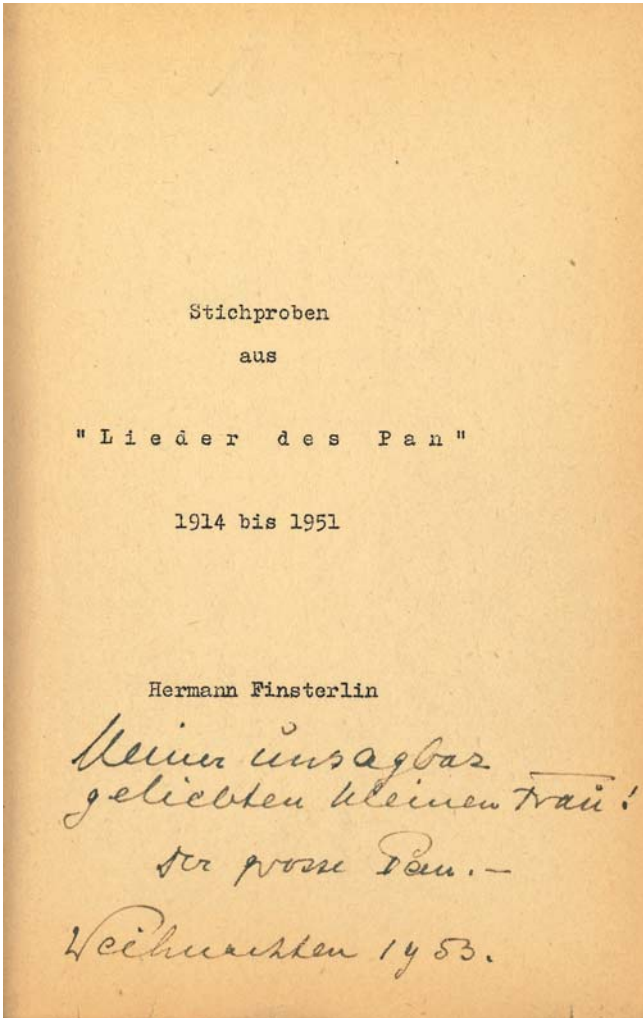 Stichproben
aus
"Lieder des Pan"
1914 bis 1951
Hermann Finsterlin
Meiner unsagbar
geliebten kleinen Frau!
Der grosse Pan.—
Weihnachten 1953.